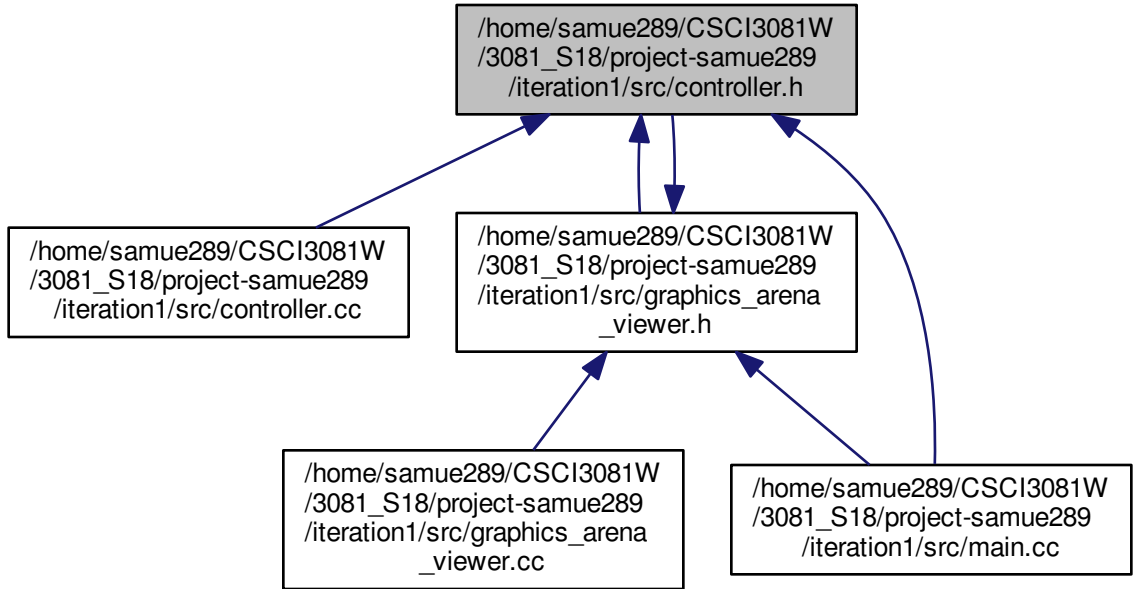 /home/samue289/CSCI3081W
/3081_S18/project-samue289
/iteration1/src/controller.h
/home/samue289/CSCI3081W
/3081_S18/project-samue289
/iteration1/src/controller.cc
/home/samue289/CSCI3081W
/3081_S18/project-samue289
/iteration1/src/graphics_arena
_viewer.h
/home/samue289/CSCI3081W
/3081_S18/project-samue289
/iteration1/src/graphics_arena
_viewer.cc
/home/samue289/CSCI3081W
/3081_S18/project-samue289
/iteration1/src/main.cc